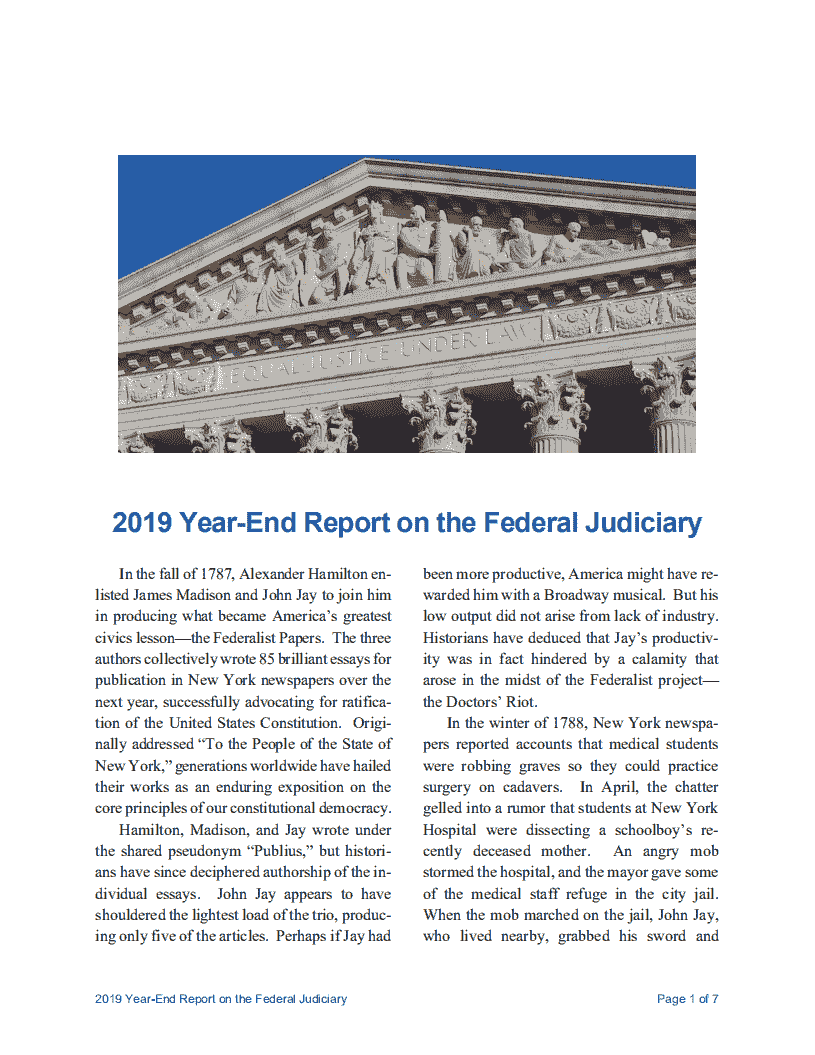 EQUAL JUSTICE UNDER LAW
2019 Year-End Report on the Federal Judiciary
In the fall of 1787, Alexander Hamilton en-
listed James Madison and John Jay to join him
in producing what became America’s greatest
civics lesson—the Federalist Papers. The three
authors collectively wrote 85 brilliant essays for
publication in New York newspapers over the
next year, successfully advocating for ratifica-
tion of the United States Constitution. Origi-
nally addressed “To the People of the State of
New York,” generations worldwide have hailed
their works as an enduring exposition on the
core principles of our constitutional democracy.
Hamilton, Madison, and Jay wrote under
the shared pseudonym “Publius,” but histori-
ans have since deciphered authorship of the in-
dividual essays. John Jay appears to have
shouldered the lightest load of the trio, produc-
ing only five of the articles. Perhaps if Jay had
been more productive, America might have re-
warded him with a Broadway musical. But his
low output did not arise from lack of industry.
Historians have deduced that Jay’s productiv-
ity was in fact hindered by a calamity that
arose in the midst of the Federalist project—
the Doctors’ Riot.
In the winter of 1788, New York newspa-
pers reported accounts that medical students
were robbing graves so they could practice
surgery on cadavers. In April, the chatter
gelled into a rumor that students at New York
Hospital were dissecting a schoolboy’s re-
cently deceased mother. An angry mob
stormed the hospital, and the mayor gave some
of the medical staff refuge in the city jail.
When the mob marched on the jail, John Jay,
who lived nearby, grabbed his sword and
2019 Year-End Report on the Federal Judiciary
Page 1 of 7